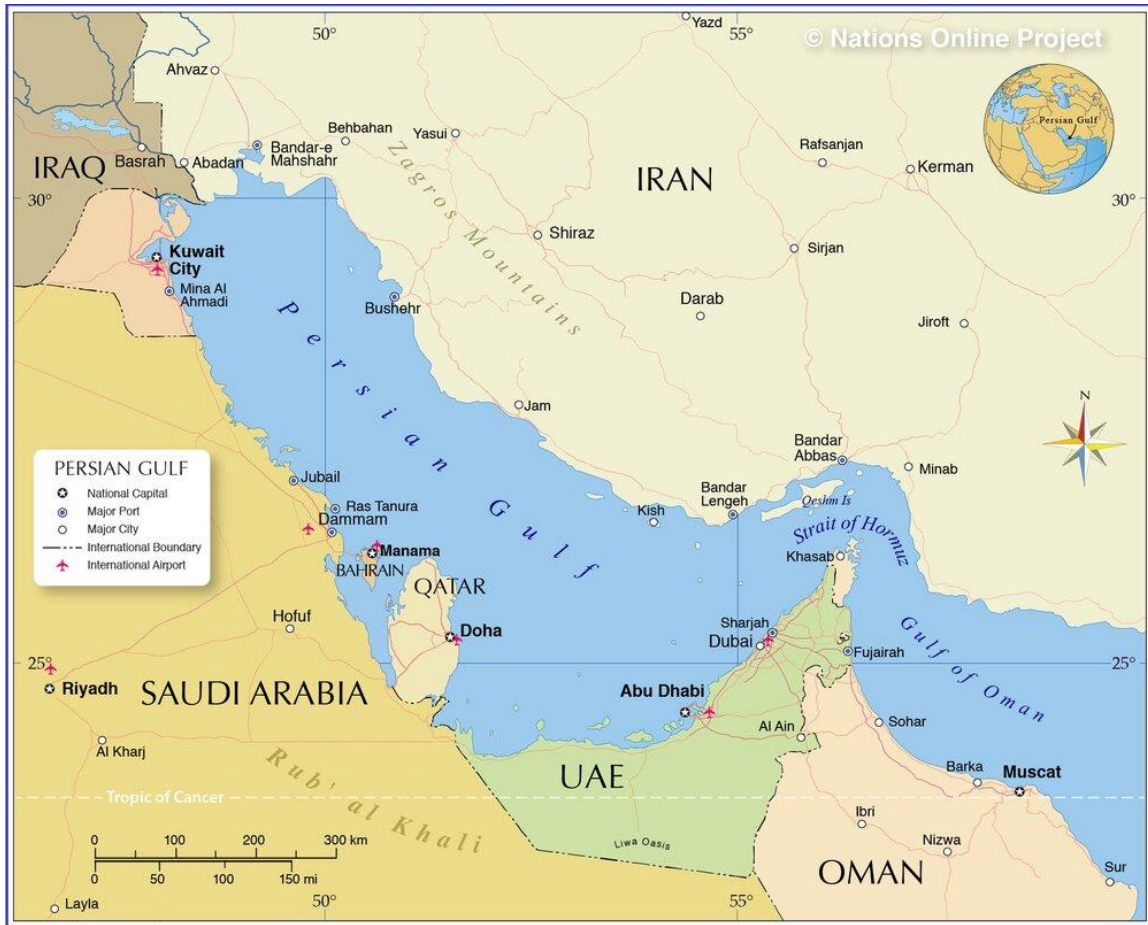 50°
55°
Yazd
© Nations Online Project
Ahvaz
Behbahan
Yasui
Bandar-e
Mahshahr
Persian Gulf
Rafsanjan
Basrah
Abadan
Kerman
IRAQ
IRAN
Zagros Mountains
30°
30°
Shiraz
Sirjan
Kuwait
City
Mina Al
Ahmadi
Bushehr
Darab
Jiroft
Persian Gulf
Jam
N
Bandar
Abbas
Minab
PERSIAN GULF
National Capital
Major Port
Major City
International Boundary
International Airport
Jubail
Ras Tanura
Dammam
Kish
Bandar
Lengeh
Qeshm Is
Strait of Hormuz
Khasab
Manama
BAHRAIN
QATAR
Hofuf
Doha
Sharjah
Dubai
Fujairah
Gulf of Oman
25°
25°
Riyadh
SAUDI ARABIA
Abu Dhabi
Al Ain
Sohar
Al Kharj
Rub' al Khali
UAE
Barka
Muscat
Tropic of Cancer
Ibri
Nizwa
Liwa Oasis
OMAN
Sur
0 100 200 300 km
0 50 100 150 mi
Layla
50°
55°